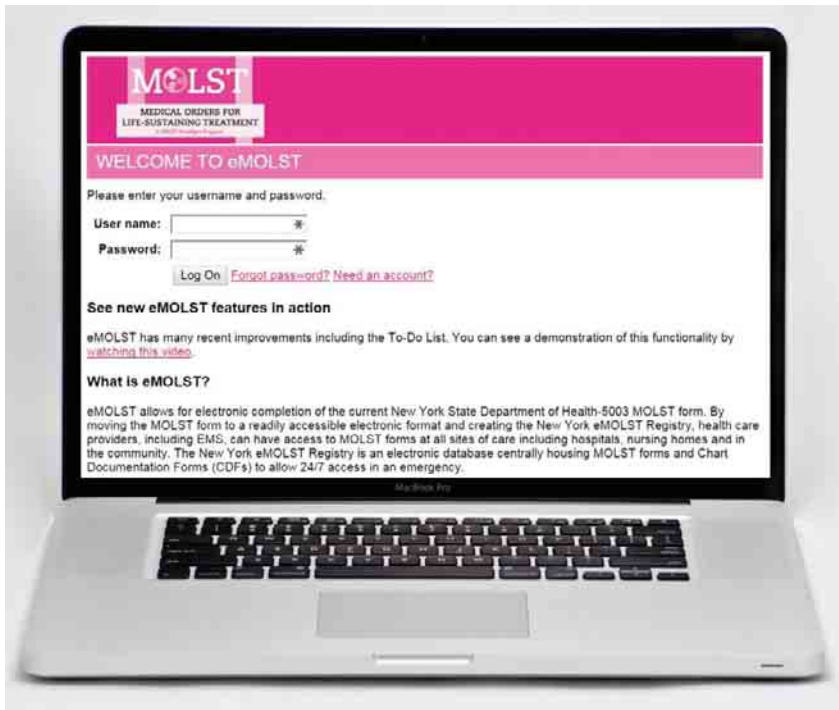 MOLST
MEDICAL ORDERS FOR
LIFE-SUSTAINING TREATMENT
WELCOME TO eMOLST
Please enter your username and password.
User name: *
Password: *
Log On Forgot password? Need an account?
See new eMOLST features in action
eMOLST has many recent improvements including the To-Do List. You can see a demonstration of this functionality by
watching this video.
What is eMOLST?
eMOLST allows for electronic completion of the current New York State Department of Health-5003 MOLST form. By
moving the MOLST form to a readily accessible electronic format and creating the New York eMOLST Registry, health care
providers, including EMS, can have access to MOLST forms at all sites of care including hospitals, nursing homes and in
the community. The New York eMOLST Registry is an electronic database centrally housing MOLST forms and Chart
Documentation Forms (CDFs) to allow 24/7 access in an emergency.
MacBook Pro